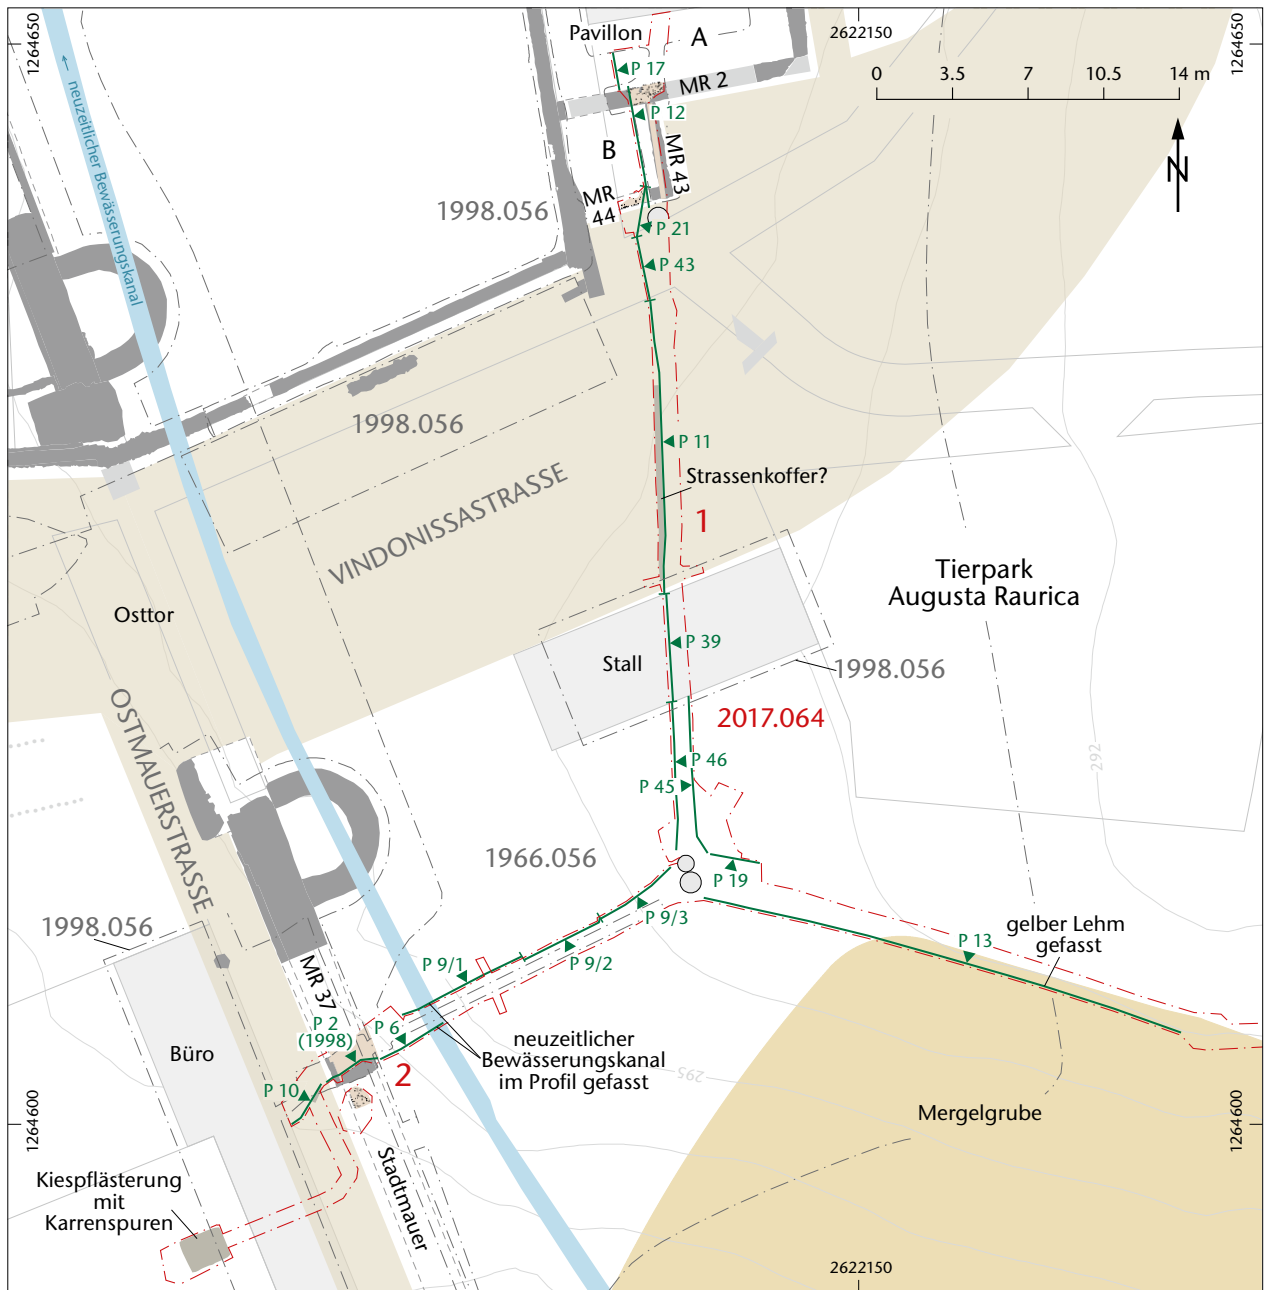 1264650
Pavillon
A
2622150
1264650
0 3.5 7 10.5 14 m
P 17
MR 2
P 12
← neuzeitlicher Bewässerungskanal
B
MR 43
N
MR
44
1998.056
P 21
P 43
1998.056
P 11
VINDONISSASTRASSE
Strassenkoffer?
1
Tierpark
Augusta Raurica
Osttor
P 39
Stall
1998.056
OSTMAUERSTRASSE
2017.064
292
P 46
P 45
1966.056
P 19
1998.056
P 9/3
gelber Lehm
gefasst
P 13
P 9/1
P 9/2
MR 37
P 2
(1998)
P 6
neuzeitlicher
Bewässerungskanal
im Profil gefasst
Büro
2
295
P 10
Mergelgrube
1264600
1264600
Kiespflästerung
mit
Karrenspuren
Stadtmauer
2622150